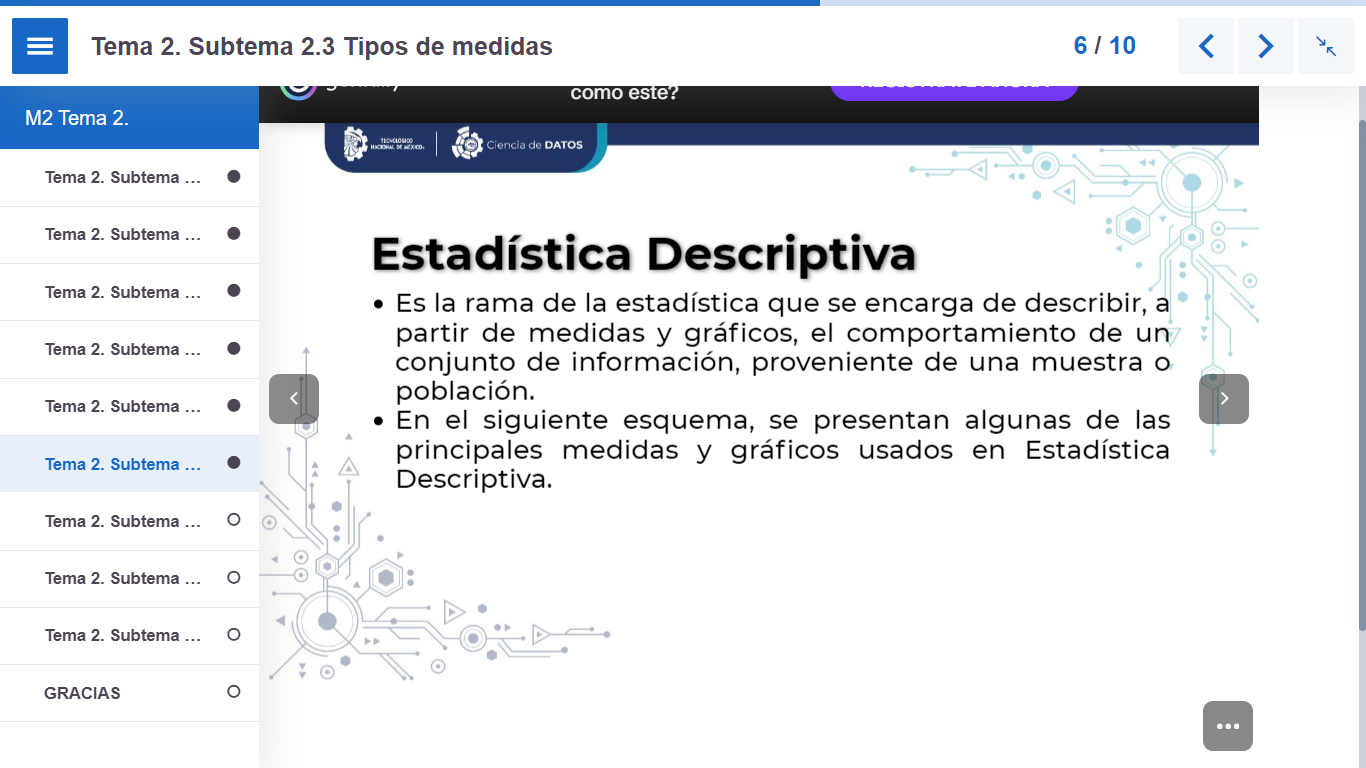 Tema 2. Subtema 2.3 Tipos de medidas
6 / 10
como este?
M2 Tema 2.
Tema 2. Subtema ...
Tema 2. Subtema ...
Tema 2. Subtema ...
Tema 2. Subtema ...
Tema 2. Subtema ...
Tema 2. Subtema ...
Tema 2. Subtema ...
Tema 2. Subtema ...
Tema 2. Subtema ...
GRACIAS
TECNOLÓGICO
NACIONAL DE MÉXICO
Ciencia de DATOS
Estadística Descriptiva
• Es la rama de la estadística que se encarga de describir, a
partir de medidas y gráficos, el comportamiento de un
conjunto de información, proveniente de una muestra o
población.
• En el siguiente esquema, se presentan algunas de las
principales medidas y gráficos usados en Estadística
Descriptiva.